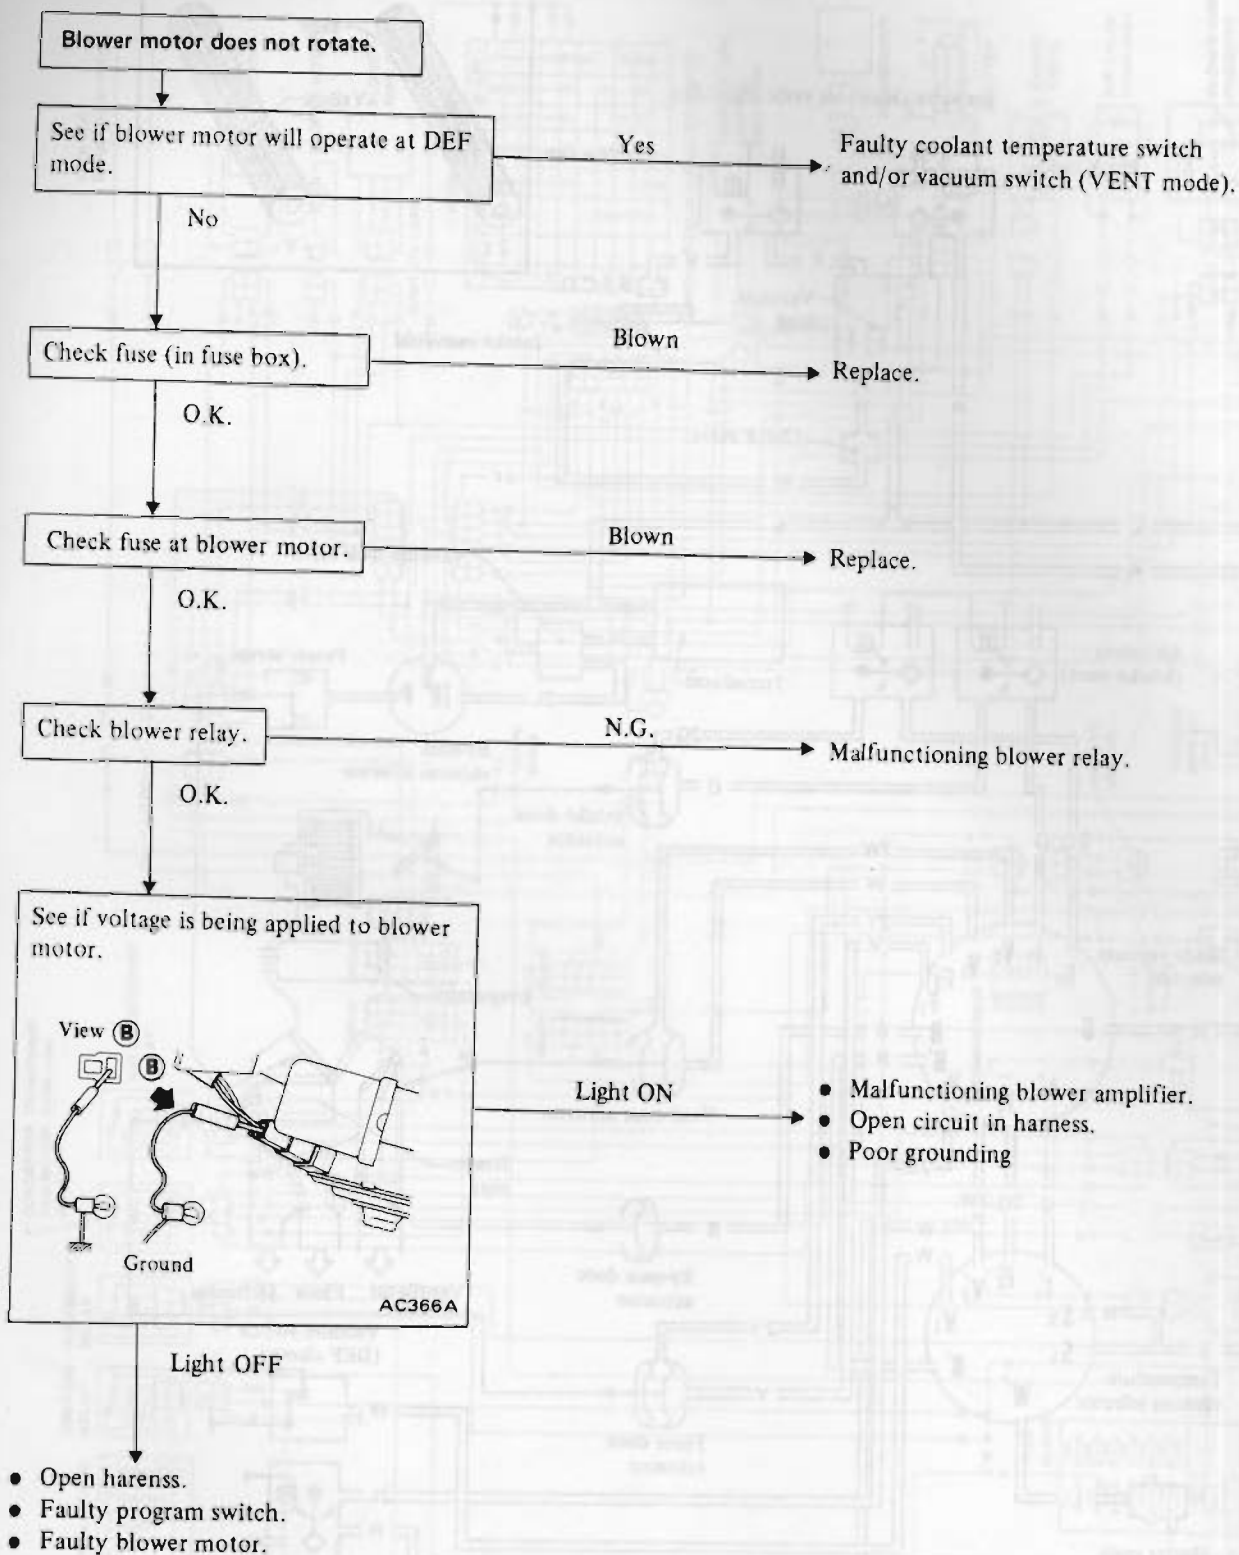 Blower motor does not rotate.
See if blower motor will operate at DEF
mode.
Yes
Faulty coolant temperature switch
and/or vacuum switch (VENT mode).
No
Check fuse (in fuse box).
Blown
Replace.
O.K.
Check fuse at blower motor.
Blown
Replace.
O.K.
Check blower relay.
N.G.
Malfunctioning blower relay.
O.K.
See if voltage is being applied to blower
motor.
View B
B
Ground
AC366A
Light ON
● Malfunctioning blower amplifier.
● Open circuit in harness.
● Poor grounding
Light OFF
● Open harenss.
● Faulty program switch.
● Faulty blower motor.